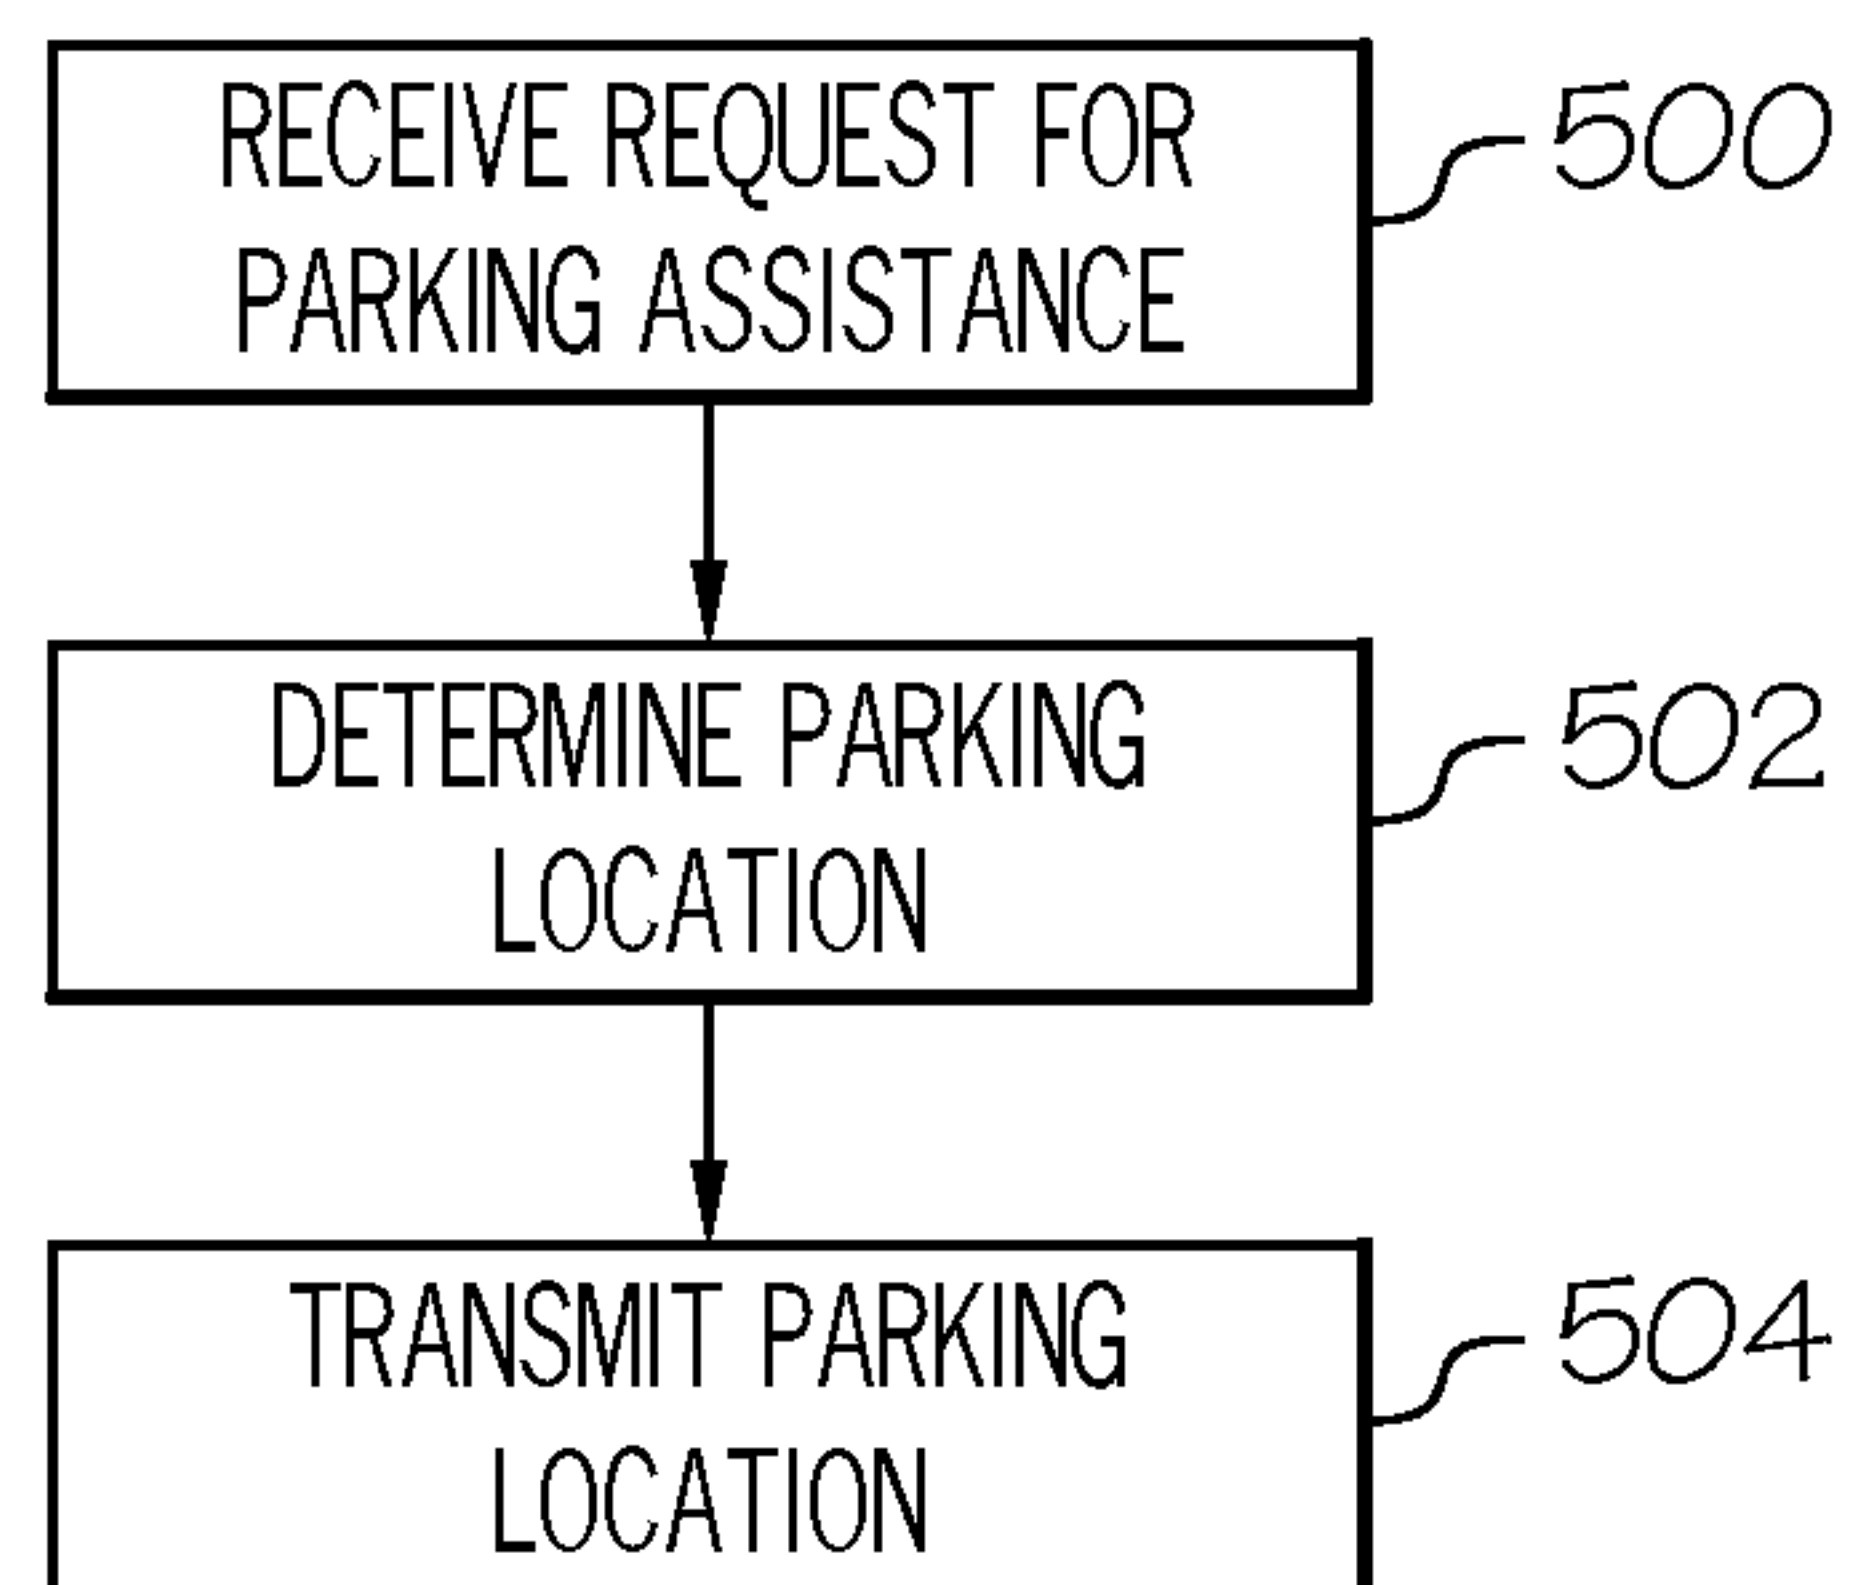 RECEIVE REQUEST FOR
PARKING ASSISTANCE
500
DETERMINE PARKING
LOCATION
502
TRANSMIT PARKING
LOCATION
504